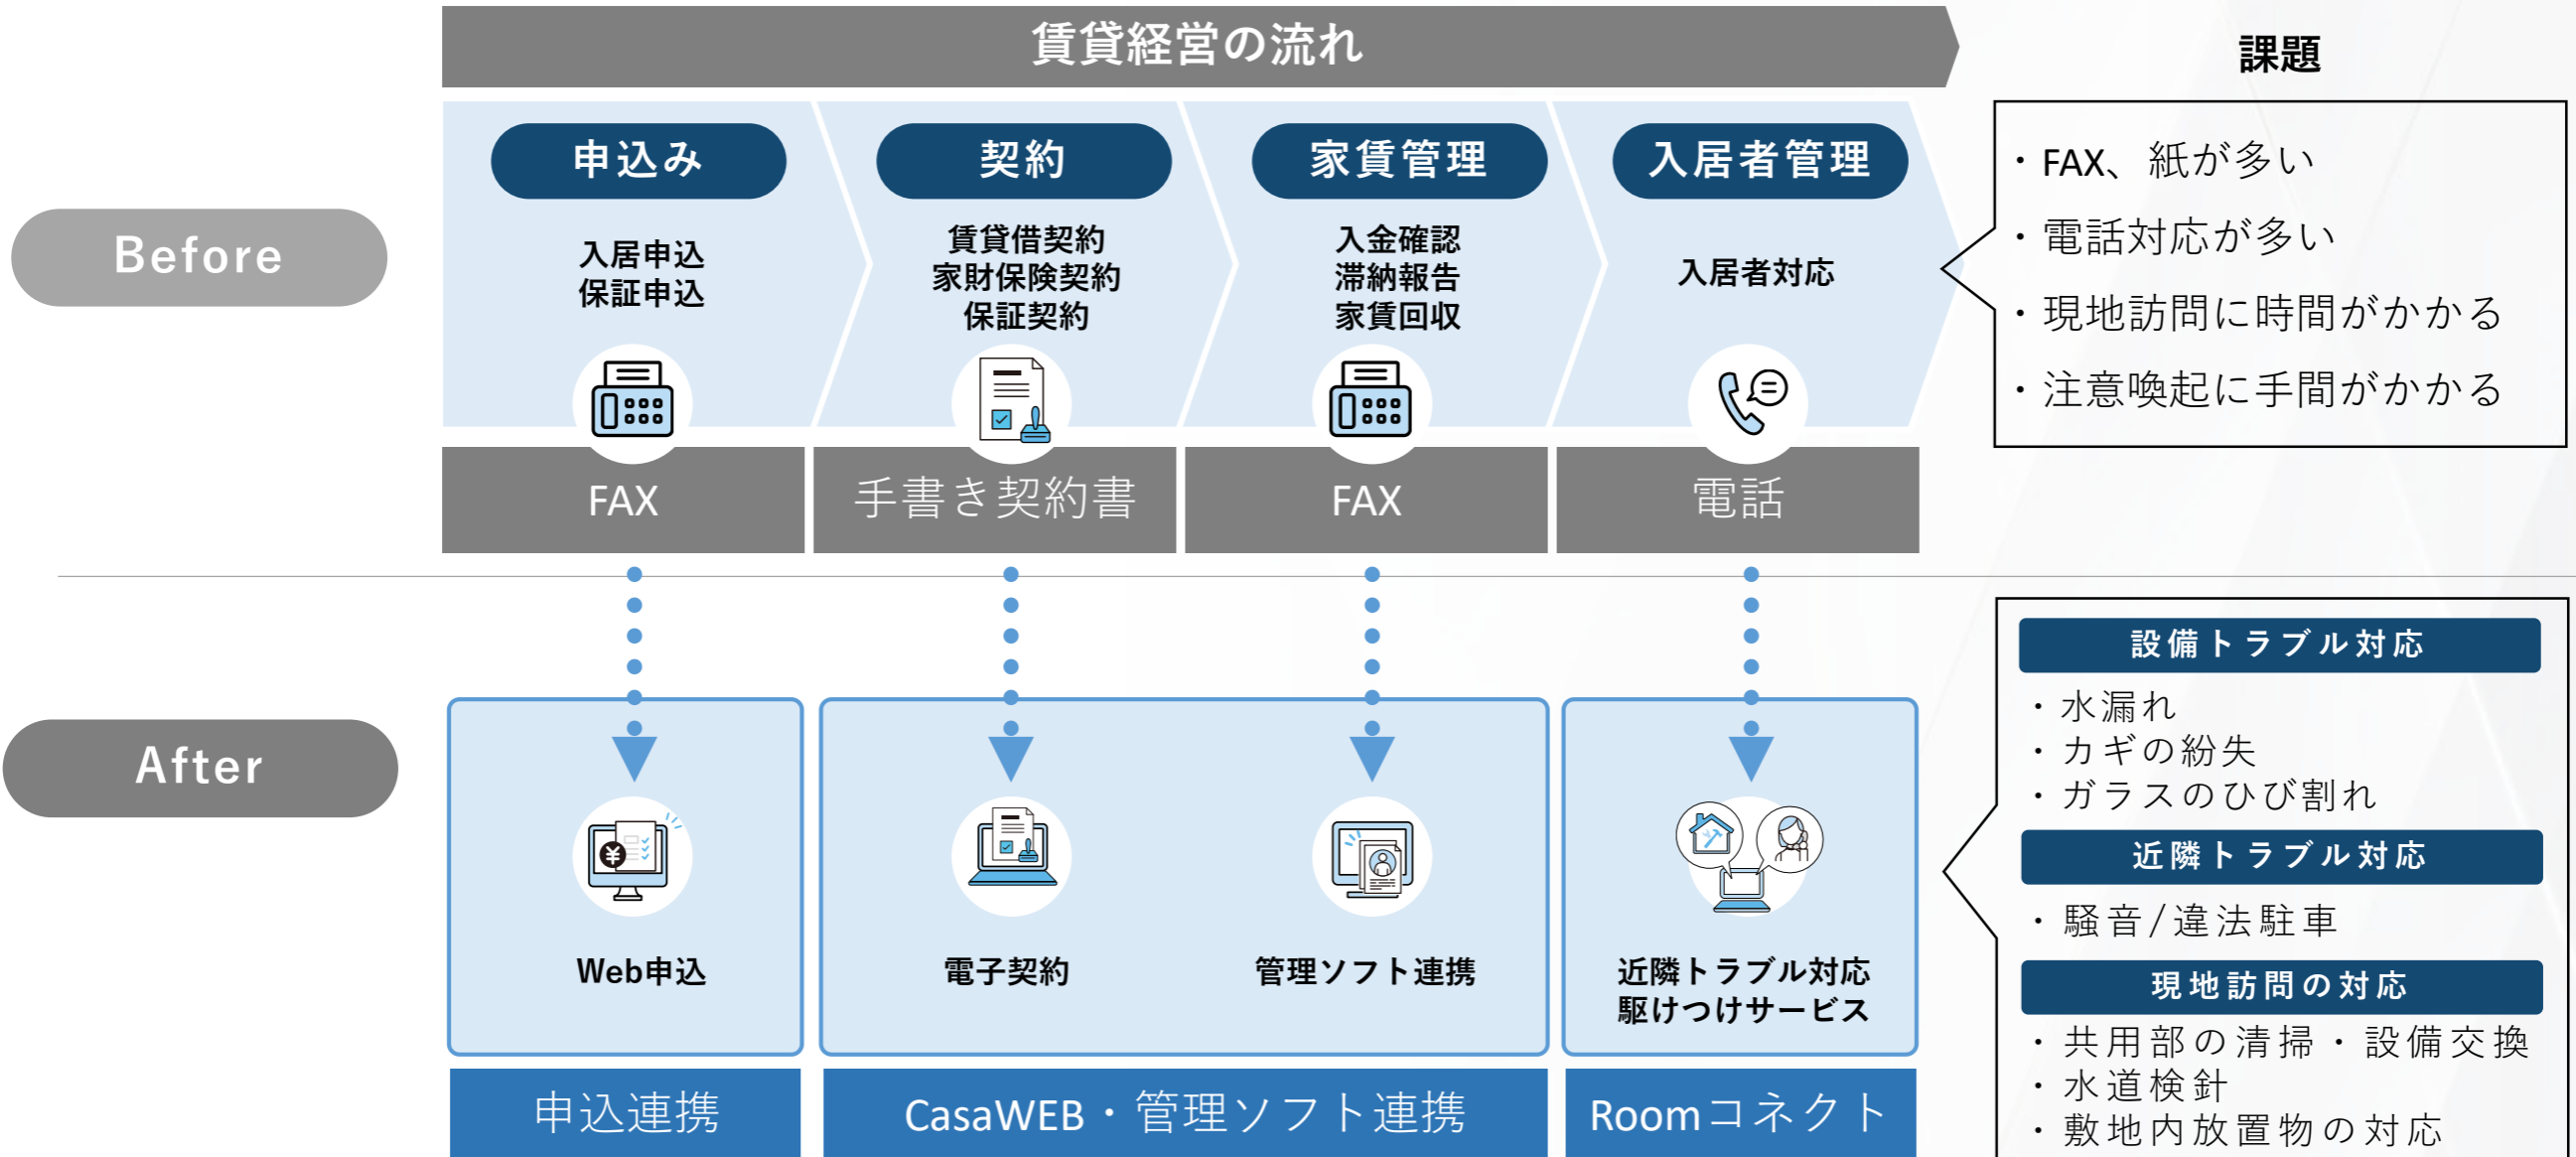 賃貸経営の流れ
課題
Before
申込み
入居申込
保証申込
FAX
契約
賃貸借契約
家財保険契約
保証契約
手書き契約書
家賃管理
入金確認
滞納報告
家賃回収
FAX
入居者管理
入居者対応
電話
・FAX、紙が多い
・電話対応が多い
・現地訪問に時間がかかる
・注意喚起に手間がかかる
After
¥
Web申込
申込連携
電子契約
管理ソフト連携
CasaWEB・管理ソフト連携
近隣トラブル対応
駆けつけサービス
Roomコネクト
設備トラブル対応
・水漏れ
・カギの紛失
・ガラスのひび割れ
近隣トラブル対応
・騒音/違法駐車
現地訪問の対応
・共用部の清掃・設備交換
・水道検針
・敷地内放置物の対応